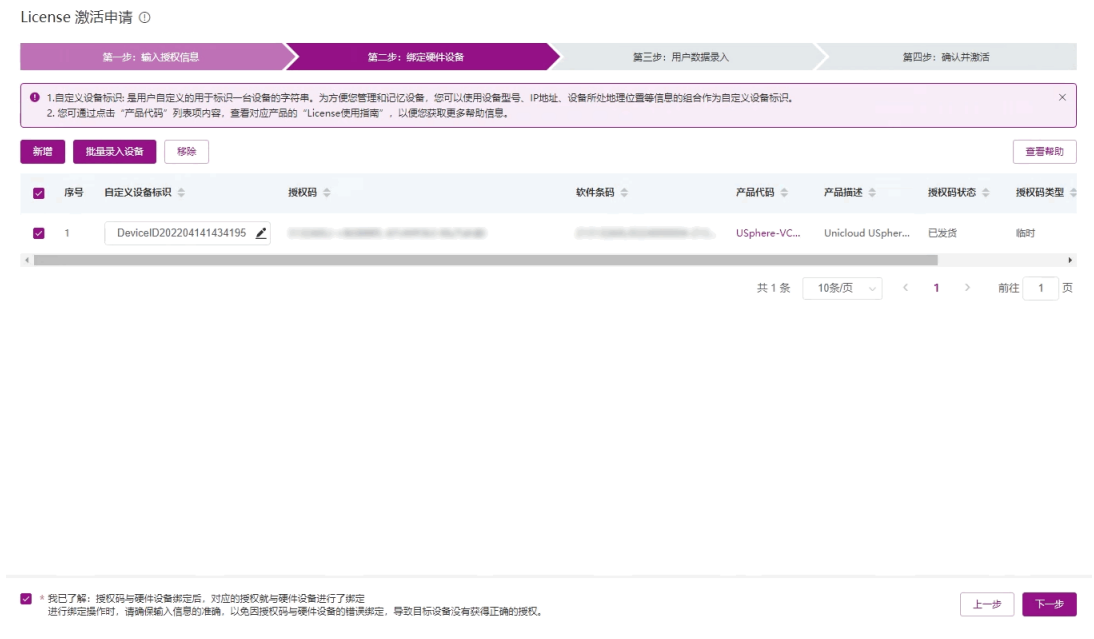 License 激活申请
第一步：输入授权信息
第二步：绑定硬件设备
第三步：用户数据录入
第四步：确认并激活
1.自定义设备标识: 是用户自定义的用于标识一台设备的字符串。为方便您管理和记忆设备，您可以使用设备型号、IP地址、设备所处地理位置等信息的组合作为自定义设备标识。
2. 您可通过点击“产品代码”列表项内容，查看对应产品的“License使用指南”，以便您获取更多帮助信息。
新增 批量录入设备 移除 查看帮助
序号 自定义设备标识 授权码 软件条码 产品代码 产品描述 授权码状态 授权码类型
1 DeviceID202204141434195 USphere-VC... Unicloud USpher... 已发货 临时
共 1 条 10条/页 1 前往 1 页
* 我已了解：授权码与硬件设备绑定后，对应的授权就与硬件设备进行了绑定
进行绑定操作时，请确保输入信息的准确，以免因授权码与硬件设备的错误绑定，导致目标设备没有获得正确的授权。
上一步 下一步